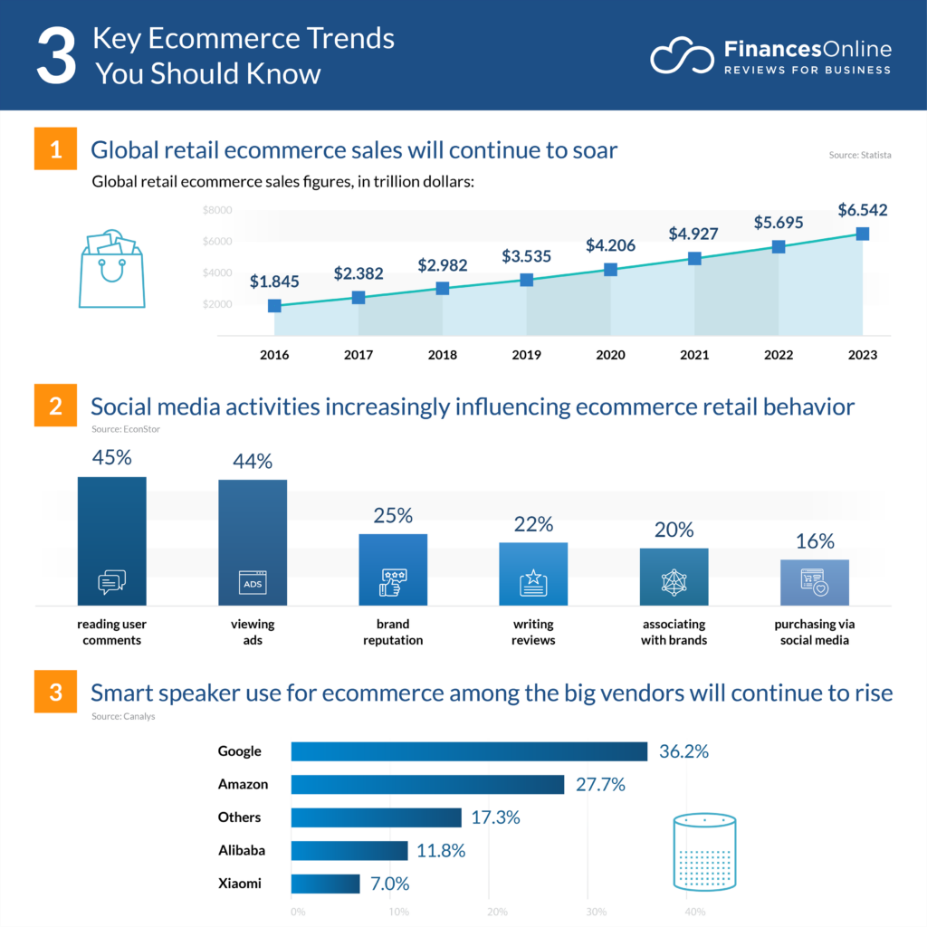 3 Key Ecommerce Trends
You Should Know
FinancesOnline
REVIEWS FOR BUSINESS
1 Global retail ecommerce sales will continue to soar
Source: Statista
Global retail ecommerce sales figures, in trillion dollars:
$8000
$6000
$4000
$2000
$1.845 $2.382 $2.982 $3.535 $4.206 $4.927 $5.695 $6.542
2016 2017 2018 2019 2020 2021 2022 2023
2 Social media activities increasingly influencing ecommerce retail behavior
Source: EconStor
45% 44% 25% 22% 20% 16%
ADS
reading user viewing brand writing associating purchasing via
comments ads reputation reviews with brands social media
3 Smart speaker use for ecommerce among the big vendors will continue to rise
Source: Canalys
Google 36.2%
Amazon 27.7%
Others 17.3%
Alibaba 11.8%
Xiaomi 7.0%
0% 10% 20% 30% 40%